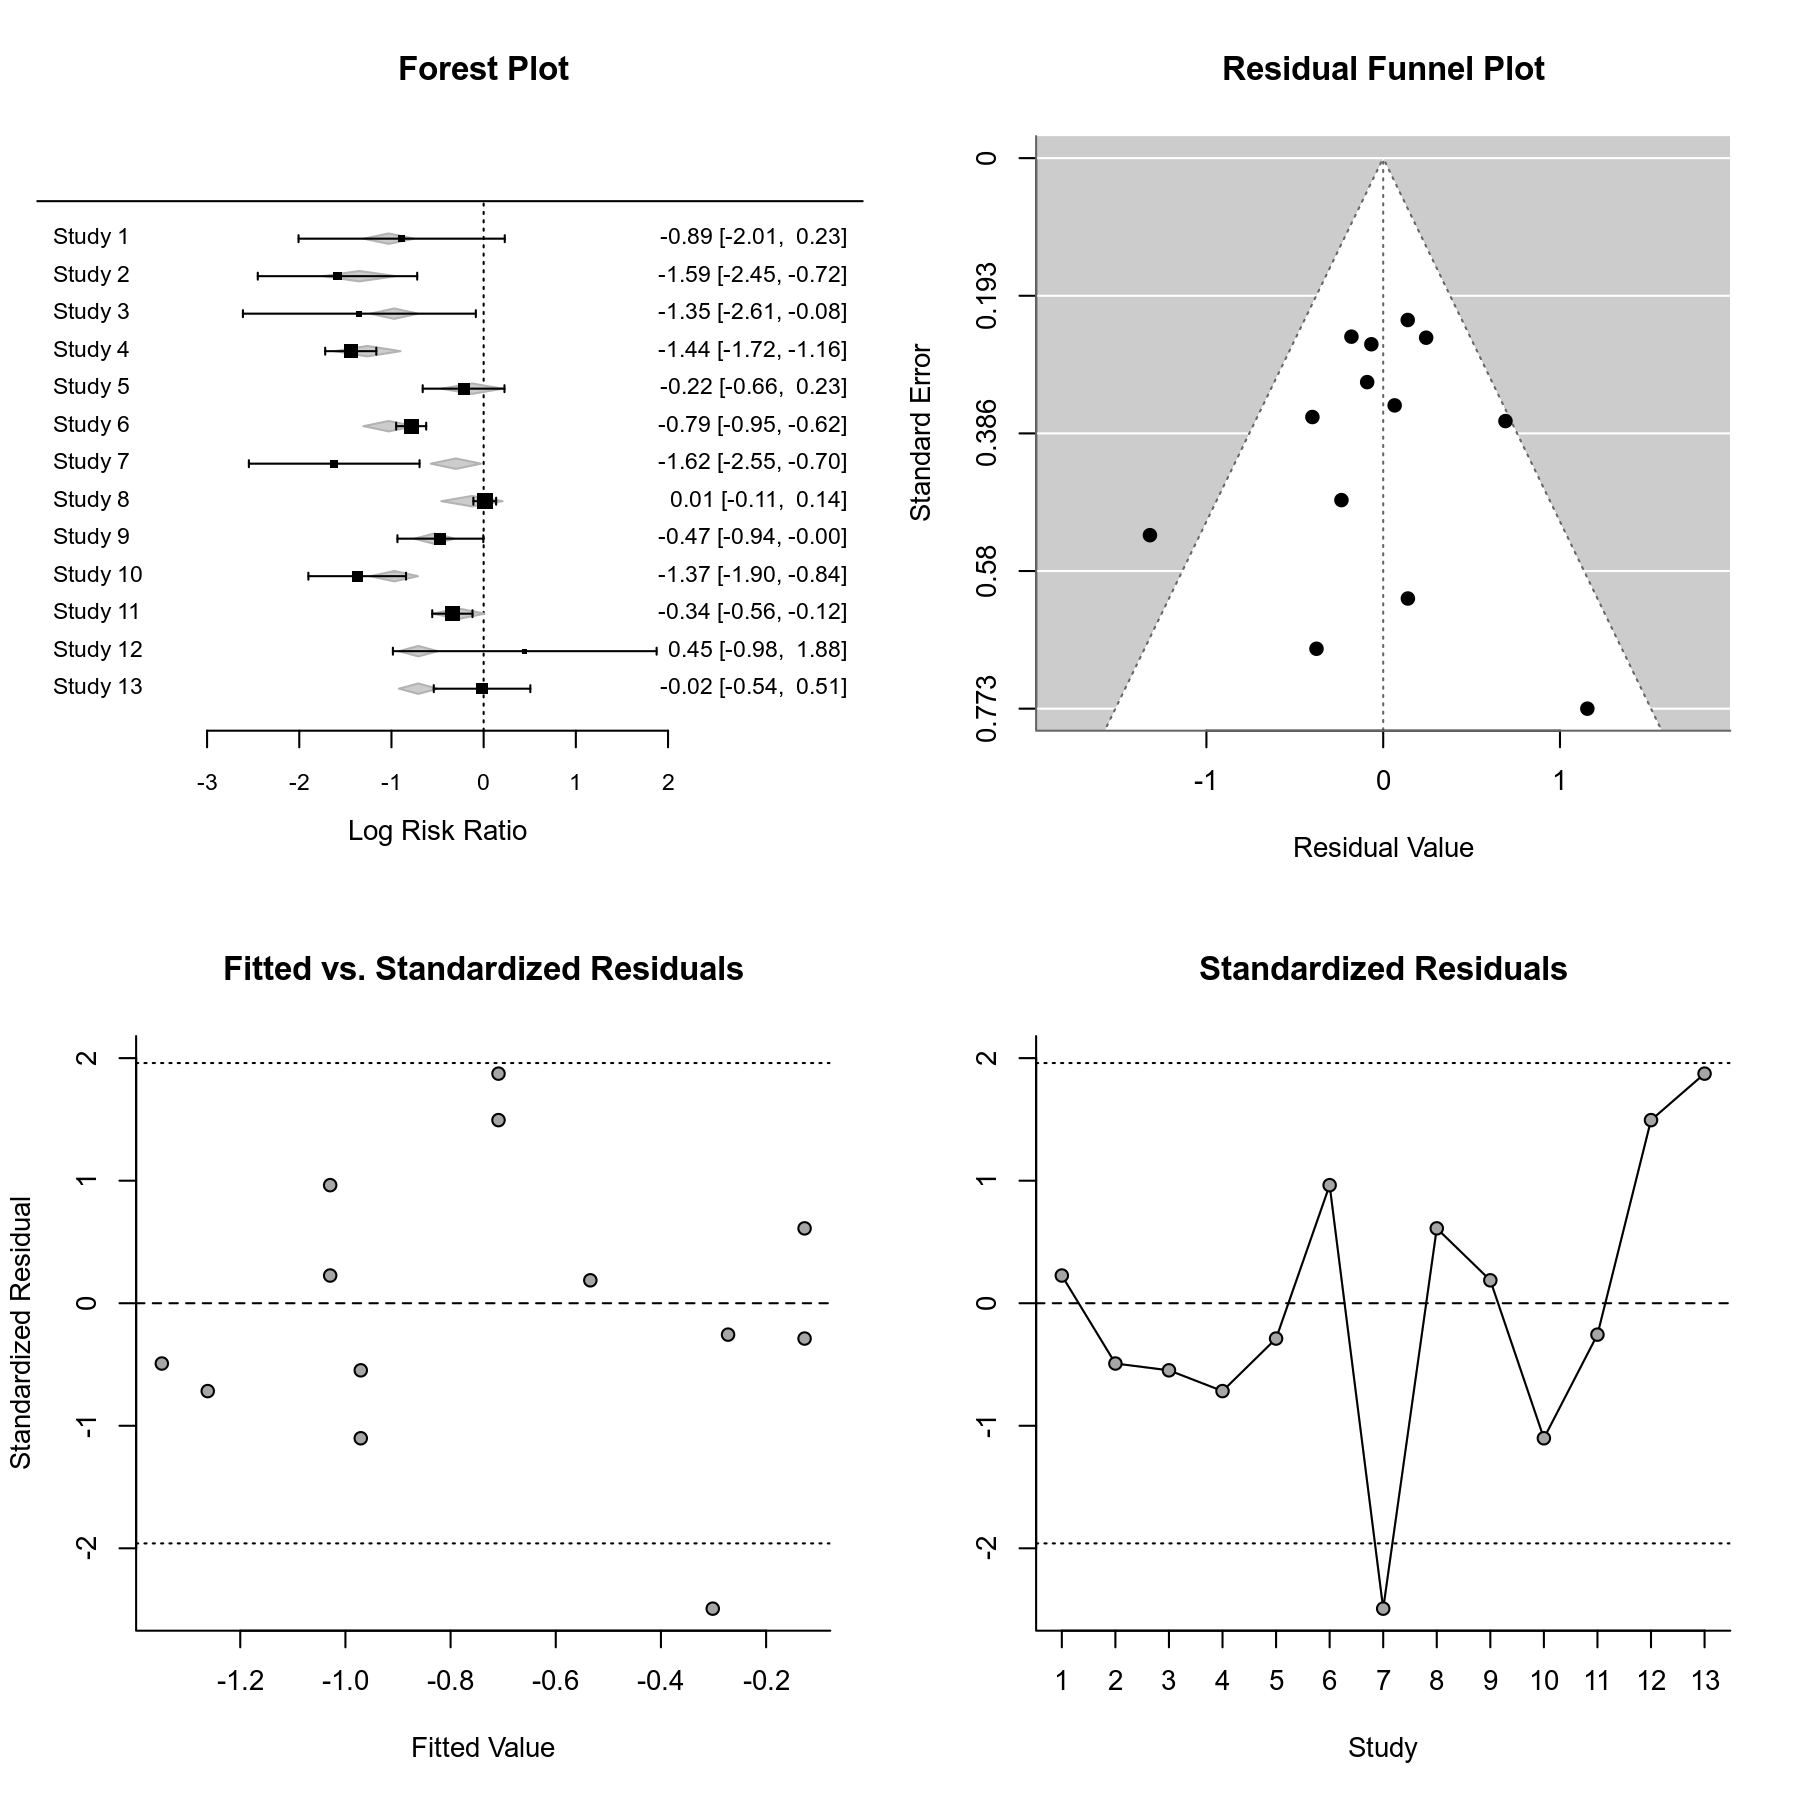 Forest Plot
Study 1 -0.89 [-2.01, 0.23]
Study 2 -1.59 [-2.45, -0.72]
Study 3 -1.35 [-2.61, -0.08]
Study 4 -1.44 [-1.72, -1.16]
Study 5 -0.22 [-0.66, 0.23]
Study 6 -0.79 [-0.95, -0.62]
Study 7 -1.62 [-2.55, -0.70]
Study 8 0.01 [-0.11, 0.14]
Study 9 -0.47 [-0.94, -0.00]
Study 10 -1.37 [-1.90, -0.84]
Study 11 -0.34 [-0.56, -0.12]
Study 12 0.45 [-0.98, 1.88]
Study 13 -0.02 [-0.54, 0.51]
-3 -2 -1 0 1 2
Log Risk Ratio
Residual Funnel Plot
Standard Error
0
0.193
0.386
0.58
0.773
-1 0 1
Residual Value
Fitted vs. Standardized Residuals
Standardized Residual
2
1
0
-1
-2
-1.2 -1.0 -0.8 -0.6 -0.4 -0.2
Fitted Value
Standardized Residuals
2
1
0
-1
-2
1 2 3 4 5 6 7 8 9 10 11 12 13
Study